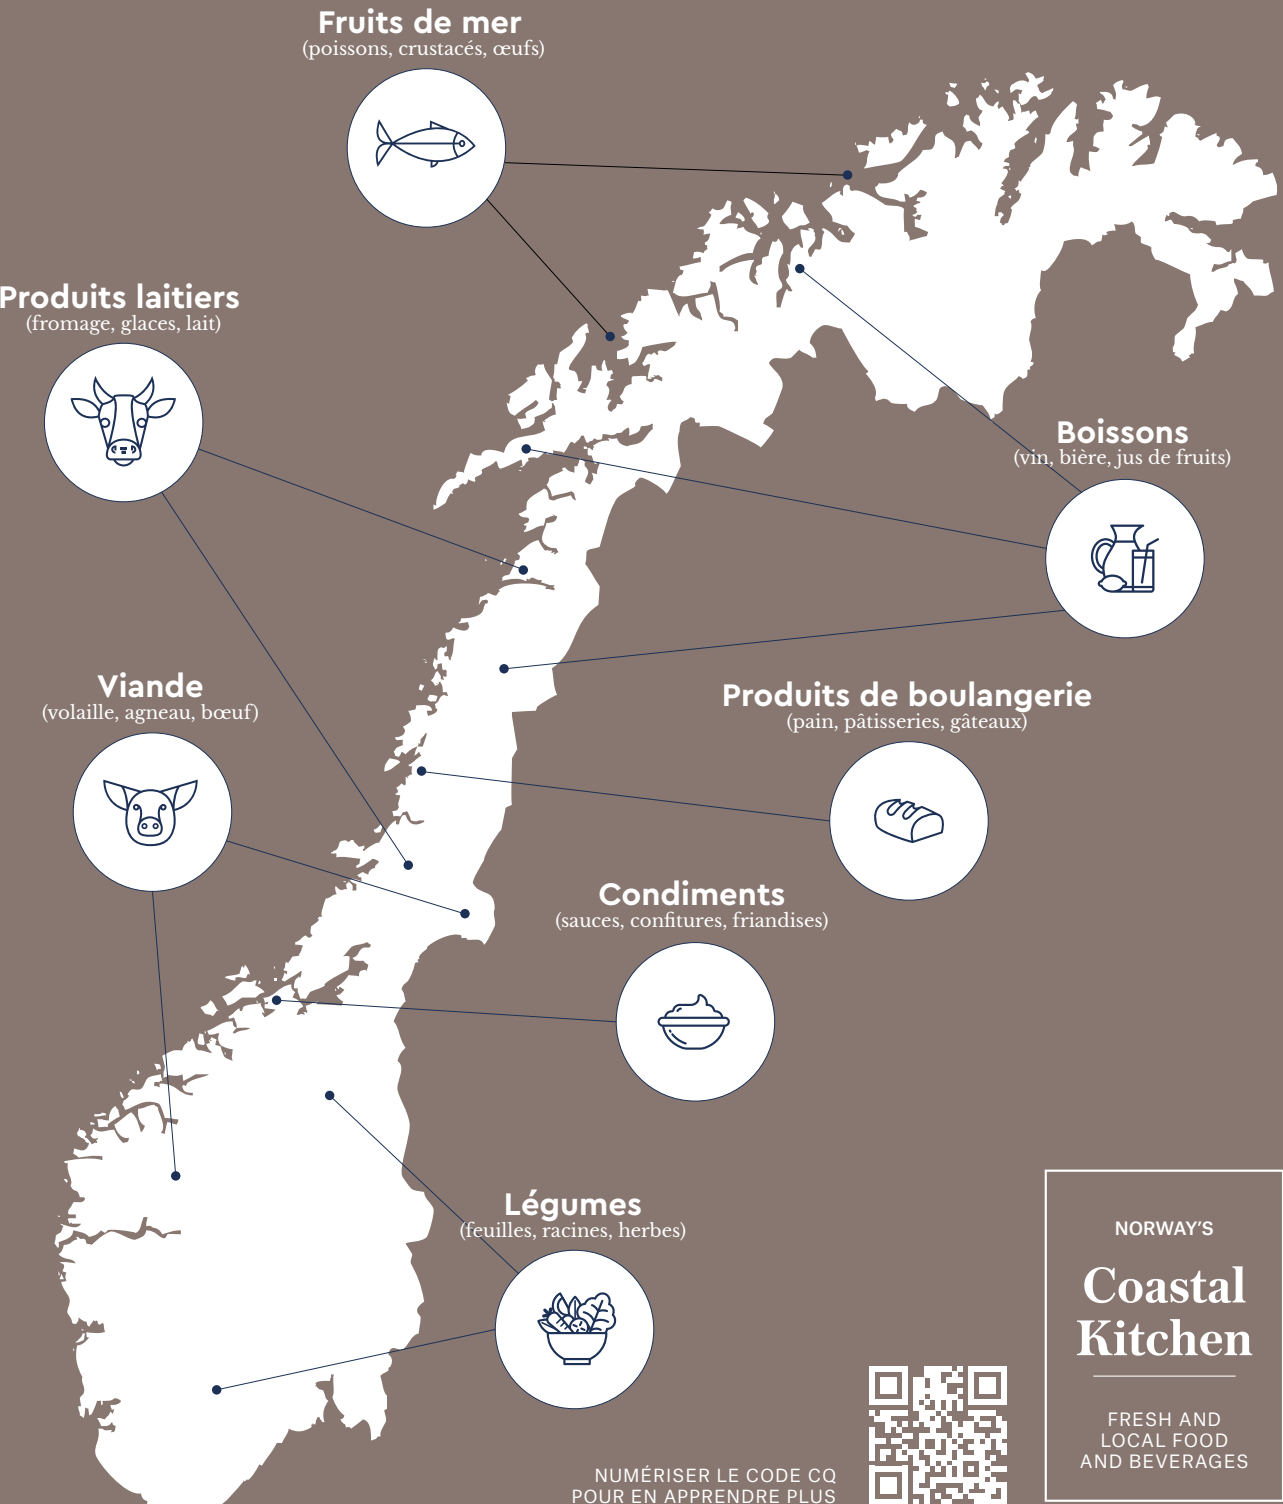 Fruits de mer
(poissons, crustacés, œufs)
Produits laitiers
(fromage, glaces, lait)
Boissons
(vin, bière, jus de fruits)
Viande
(volaille, agneau, bœuf)
Produits de boulangerie
(pain, pâtisseries, gâteaux)
Condiments
(sauces, confitures, friandises)
Légumes
(feuilles, racines, herbes)
NORWAY'S
Coastal
Kitchen
FRESH AND
LOCAL FOOD
AND BEVERAGES
NUMÉRISER LE CODE CQ
POUR EN APPRENDRE PLUS